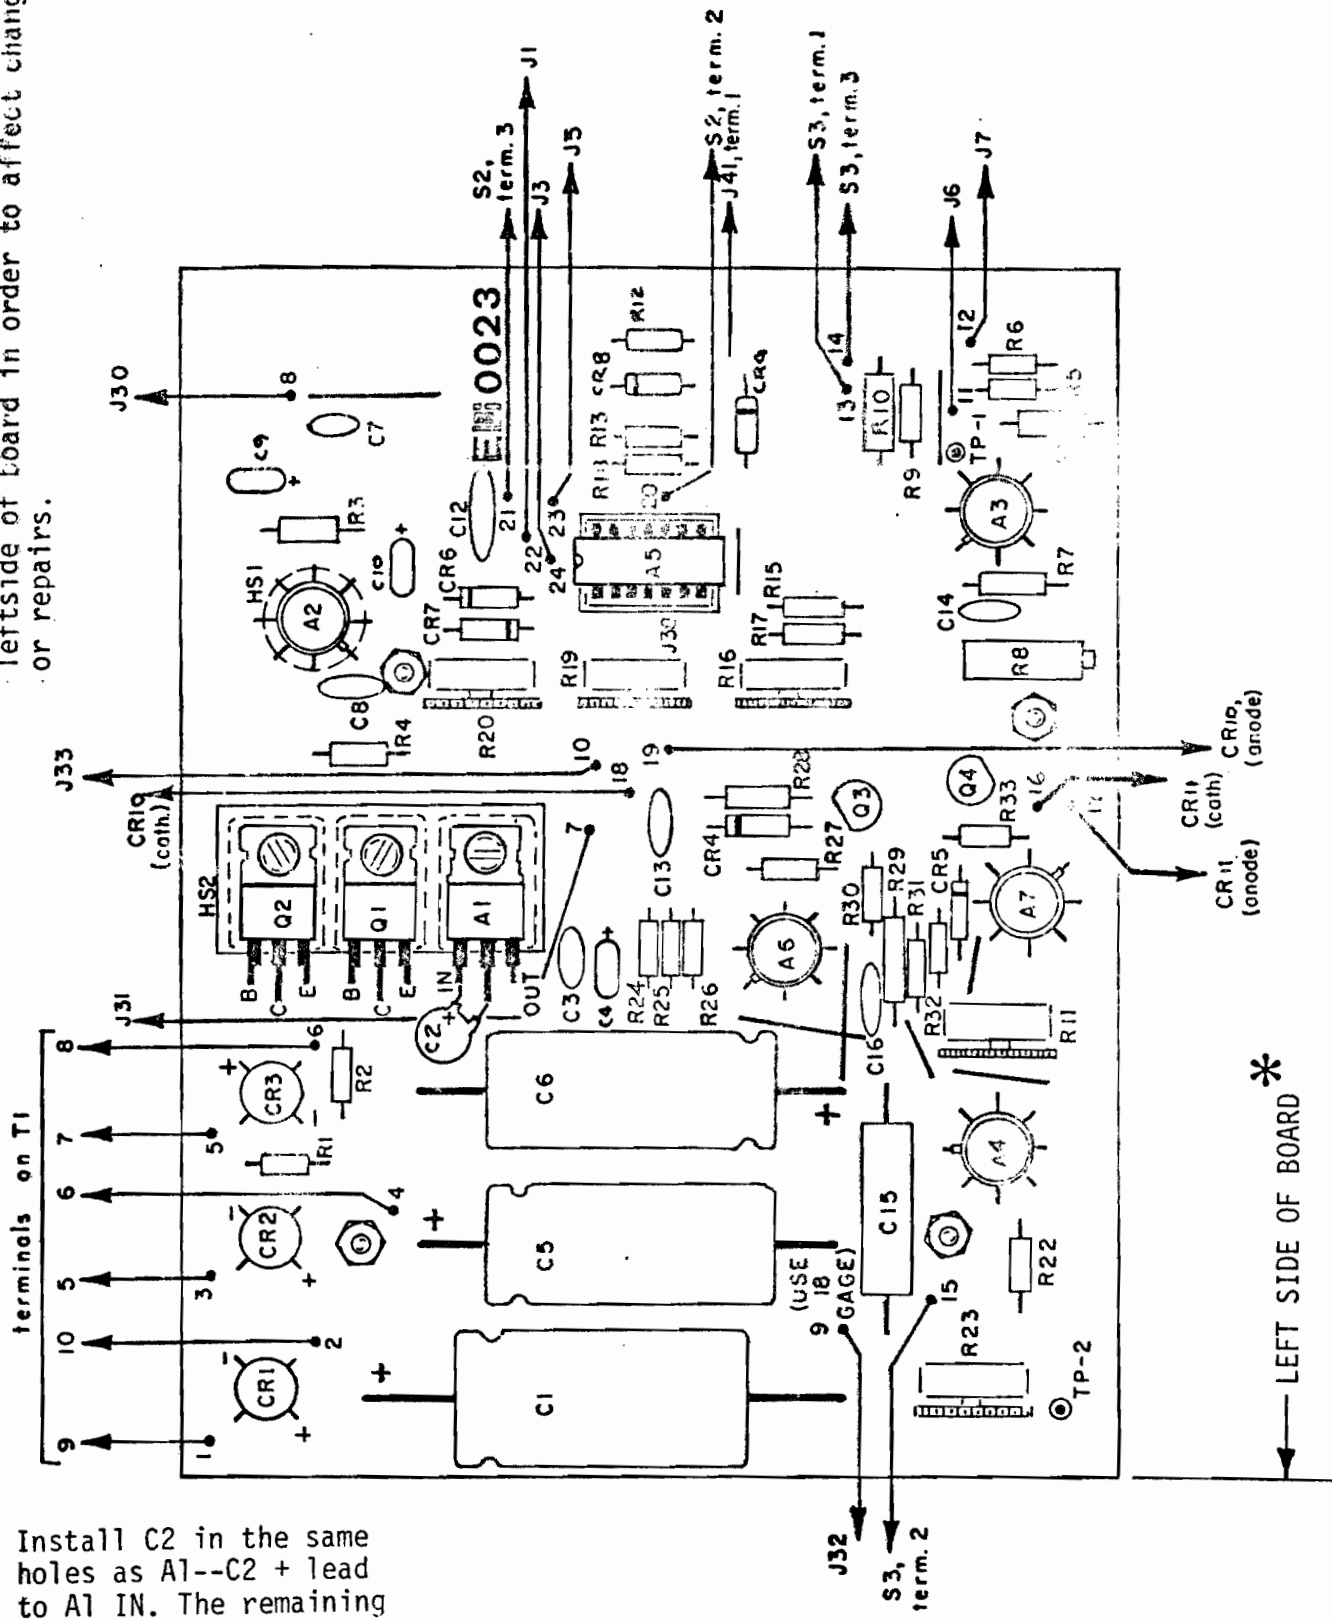 leftside of board in order to affect
or repairs.
J30
8
C9
+
C7
R3
HS1
A2
C10
+
C8
R4
J33
CR10
(cath.)
HS2
Q2
Q1
A1
B
C
E
B
C
E
IN
OUT
J31
C2
+
terminals on T1
8
7
6
5
10
9
6
5
4
3
2
1
+
CR3
-
R2
R1
-
CR2
+
-
CR1
+
S2,
term. 3
J1
J3
J5
S2, term. 2
J41, term. 1
S3, term. 1
S3, term. 3
J6
J7
0023
C12
21
22
23
24
CR6
CR7
R20
R12
CR8
R13
R18
20
A5
J38
R19
CR9
R15
R17
R16
14
13
R10
R9
12
11
R6
R5
TP-1
A3
R7
C14
R8
10
18
19
7
C13
C3
+
C4
R24
R25
R26
CR4
R28
R27
Q3
Q4
R33
16
17
CR10,
(anode)
CR11
(cath)
CR11
(anode)
A6
R30
R29
R31
CR5
R32
A7
C16
R11
C6
+
C5
+
C1
+
C15
A4
R22
R23
TP-2
15
9
(USE
18
GAGE)
J32
S3,
term. 2
LEFT SIDE OF BOARD
*
Install C2 in the same
holes as A1--C2 + lead
to A1 IN. The remaining